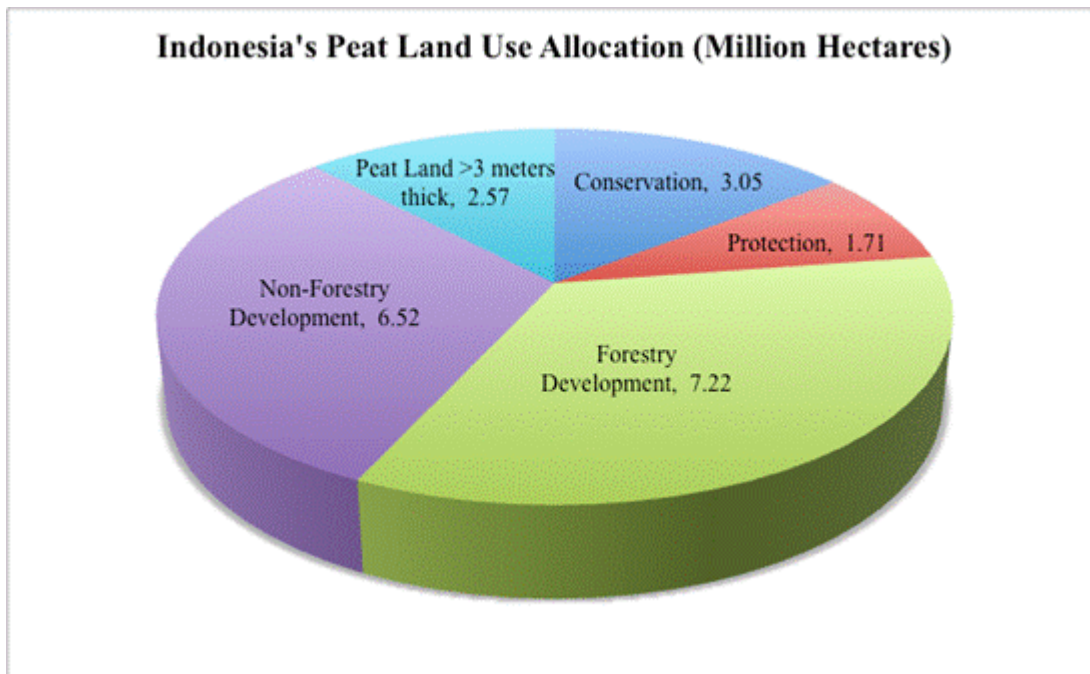 Indonesia's Peat Land Use Allocation (Million Hectares)
Peat Land >3 meters
thick, 2.57
Conservation, 3.05
Protection, 1.71
Non-Forestry
Development, 6.52
Forestry
Development, 7.22